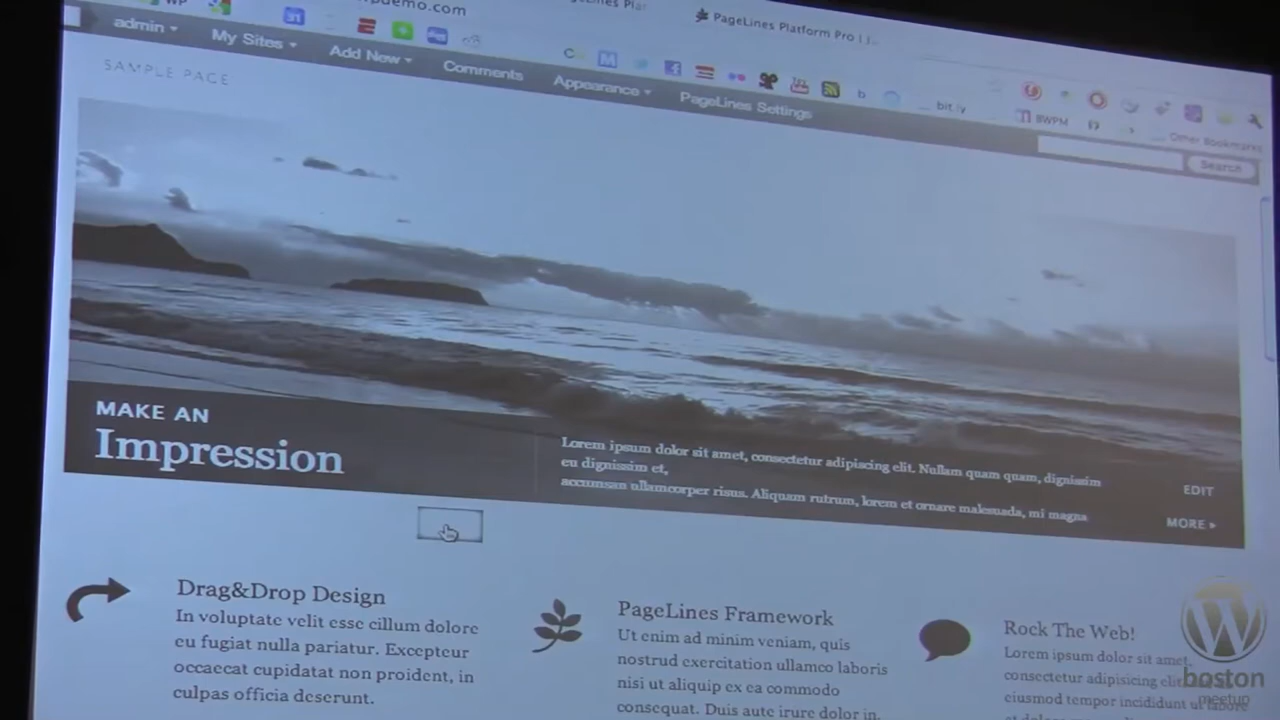 pdemo.com
PageLines Platform Pro | J
WP
31
admin
My Sites
Add New
Comments
Appearance
PageLines Settings
bit.ly
BWPM
Other Bookmarks
Search
SAMPLE PAGE
MAKE AN
Impression
Lorem ipsum dolor sit amet, consectetur adipiscing elit. Nullam quam quam, dignissim
eu dignissim et,
accumsan ullamcorper risus. Aliquam rutrum, lorem et ornare malesuada, mi magna
EDIT
MORE
Drag&Drop Design
In voluptate velit esse cillum dolore
eu fugiat nulla pariatur. Excepteur
occaecat cupidatat non proident, in
culpas officia deserunt.
PageLines Framework
Ut enim ad minim veniam, quis
nostrud exercitation ullamco laboris
nisi ut aliquip ex ea commodo
consequat. Duis aute irure dolor in
Rock The Web!
Lorem ipsum dolor sit amet,
consectetur adipisicing elit
eiusmod tempor incididunt ut labore
boston
meetup